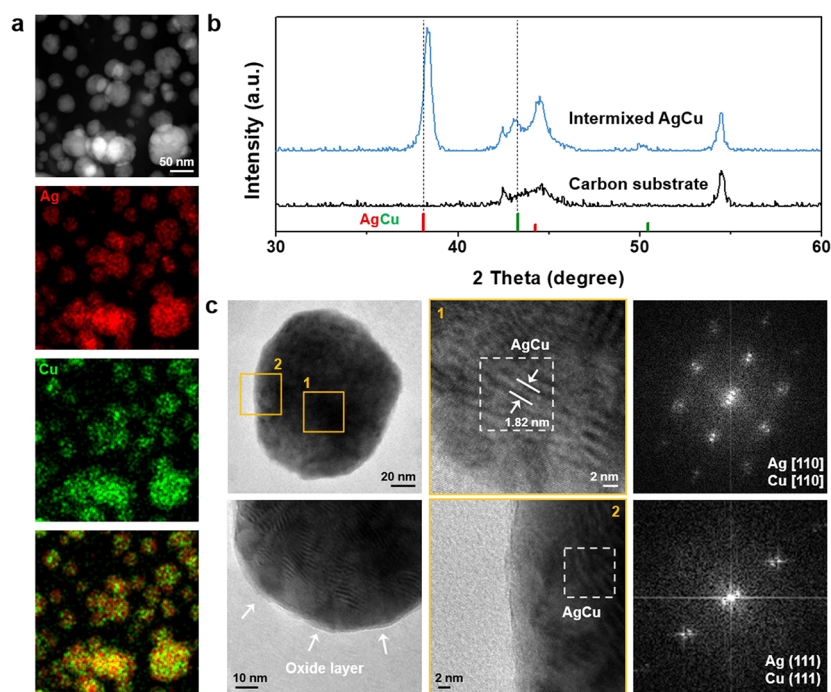 a
50 nm
Ag
Cu
b
Intensity (a.u.)
Intermixed AgCu
Carbon substrate
AgCu
30
40
50
60
2 Theta (degree)
c
2
1
20 nm
1
AgCu
1.82 nm
2 nm
Ag [110]
Cu [110]
Oxide layer
10 nm
2
AgCu
2 nm
Ag (111)
Cu (111)